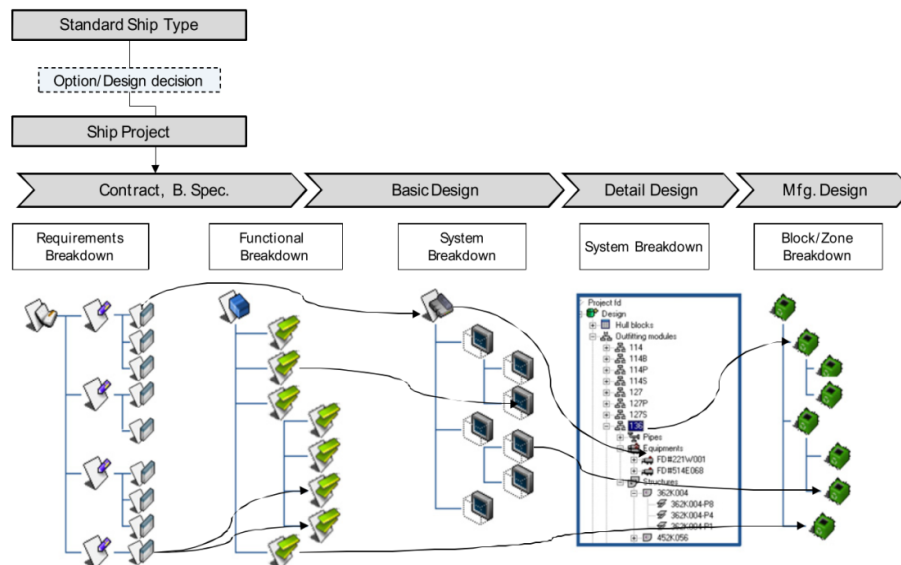 Standard Ship Type
Option/Design decision
Ship Project
Contract, B. Spec.
Basic Design
Detail Design
Mfg. Design
Requirements
Breakdown
Functional
Breakdown
System
Breakdown
System Breakdown
Block/Zone
Breakdown
Project fd
Design
Hull blocks
Outfitting modules
114
114B
114P
114S
127
127P
127S
136
Pipes
Equipments
FD#221W001
FD#514E068
Structures
362K004
362K004-P8
362K004-P4
362K004-P1
452K056